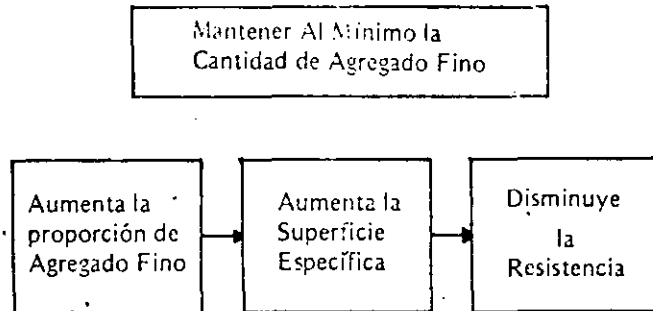 Mantener Al Mínimo la
Cantidad de Agregado Fino
Aumenta la
proporción de
Agregado Fino
Aumenta la
Superficie
Específica
Disminuye
la
Resistencia